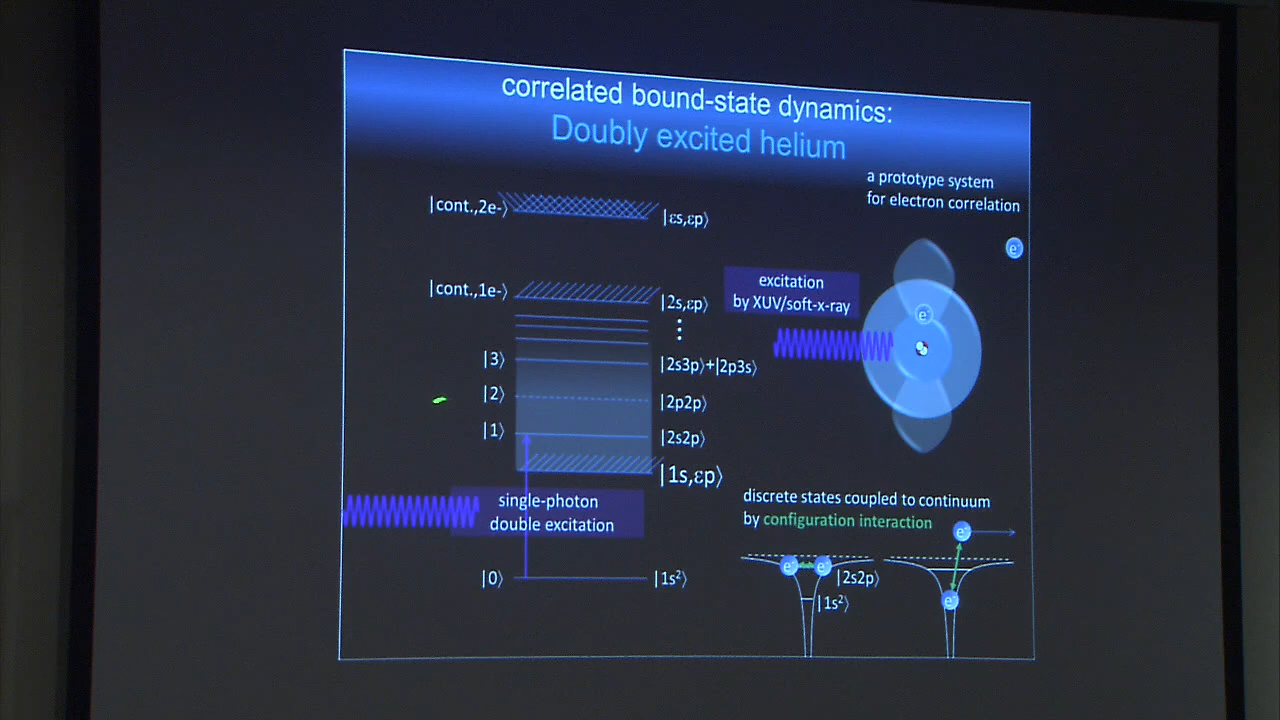 correlated bound-state dynamics:
Doubly excited helium
a prototype system
for electron correlation
|cont.,2e-⟩
|εs,εp⟩
e⁻
|cont.,1e-⟩
|2s,εp⟩
⋮
excitation
by XUV/soft-x-ray
e⁻
|3⟩
|2s3p⟩+|2p3s⟩
|2⟩
|2p2p⟩
|1⟩
|2s2p⟩
|1s,εp⟩
single-photon
double excitation
|0⟩
|1s²⟩
discrete states coupled to continuum
by configuration interaction
e⁻
e⁻ e⁻
|2s2p⟩
|1s²⟩
e⁻